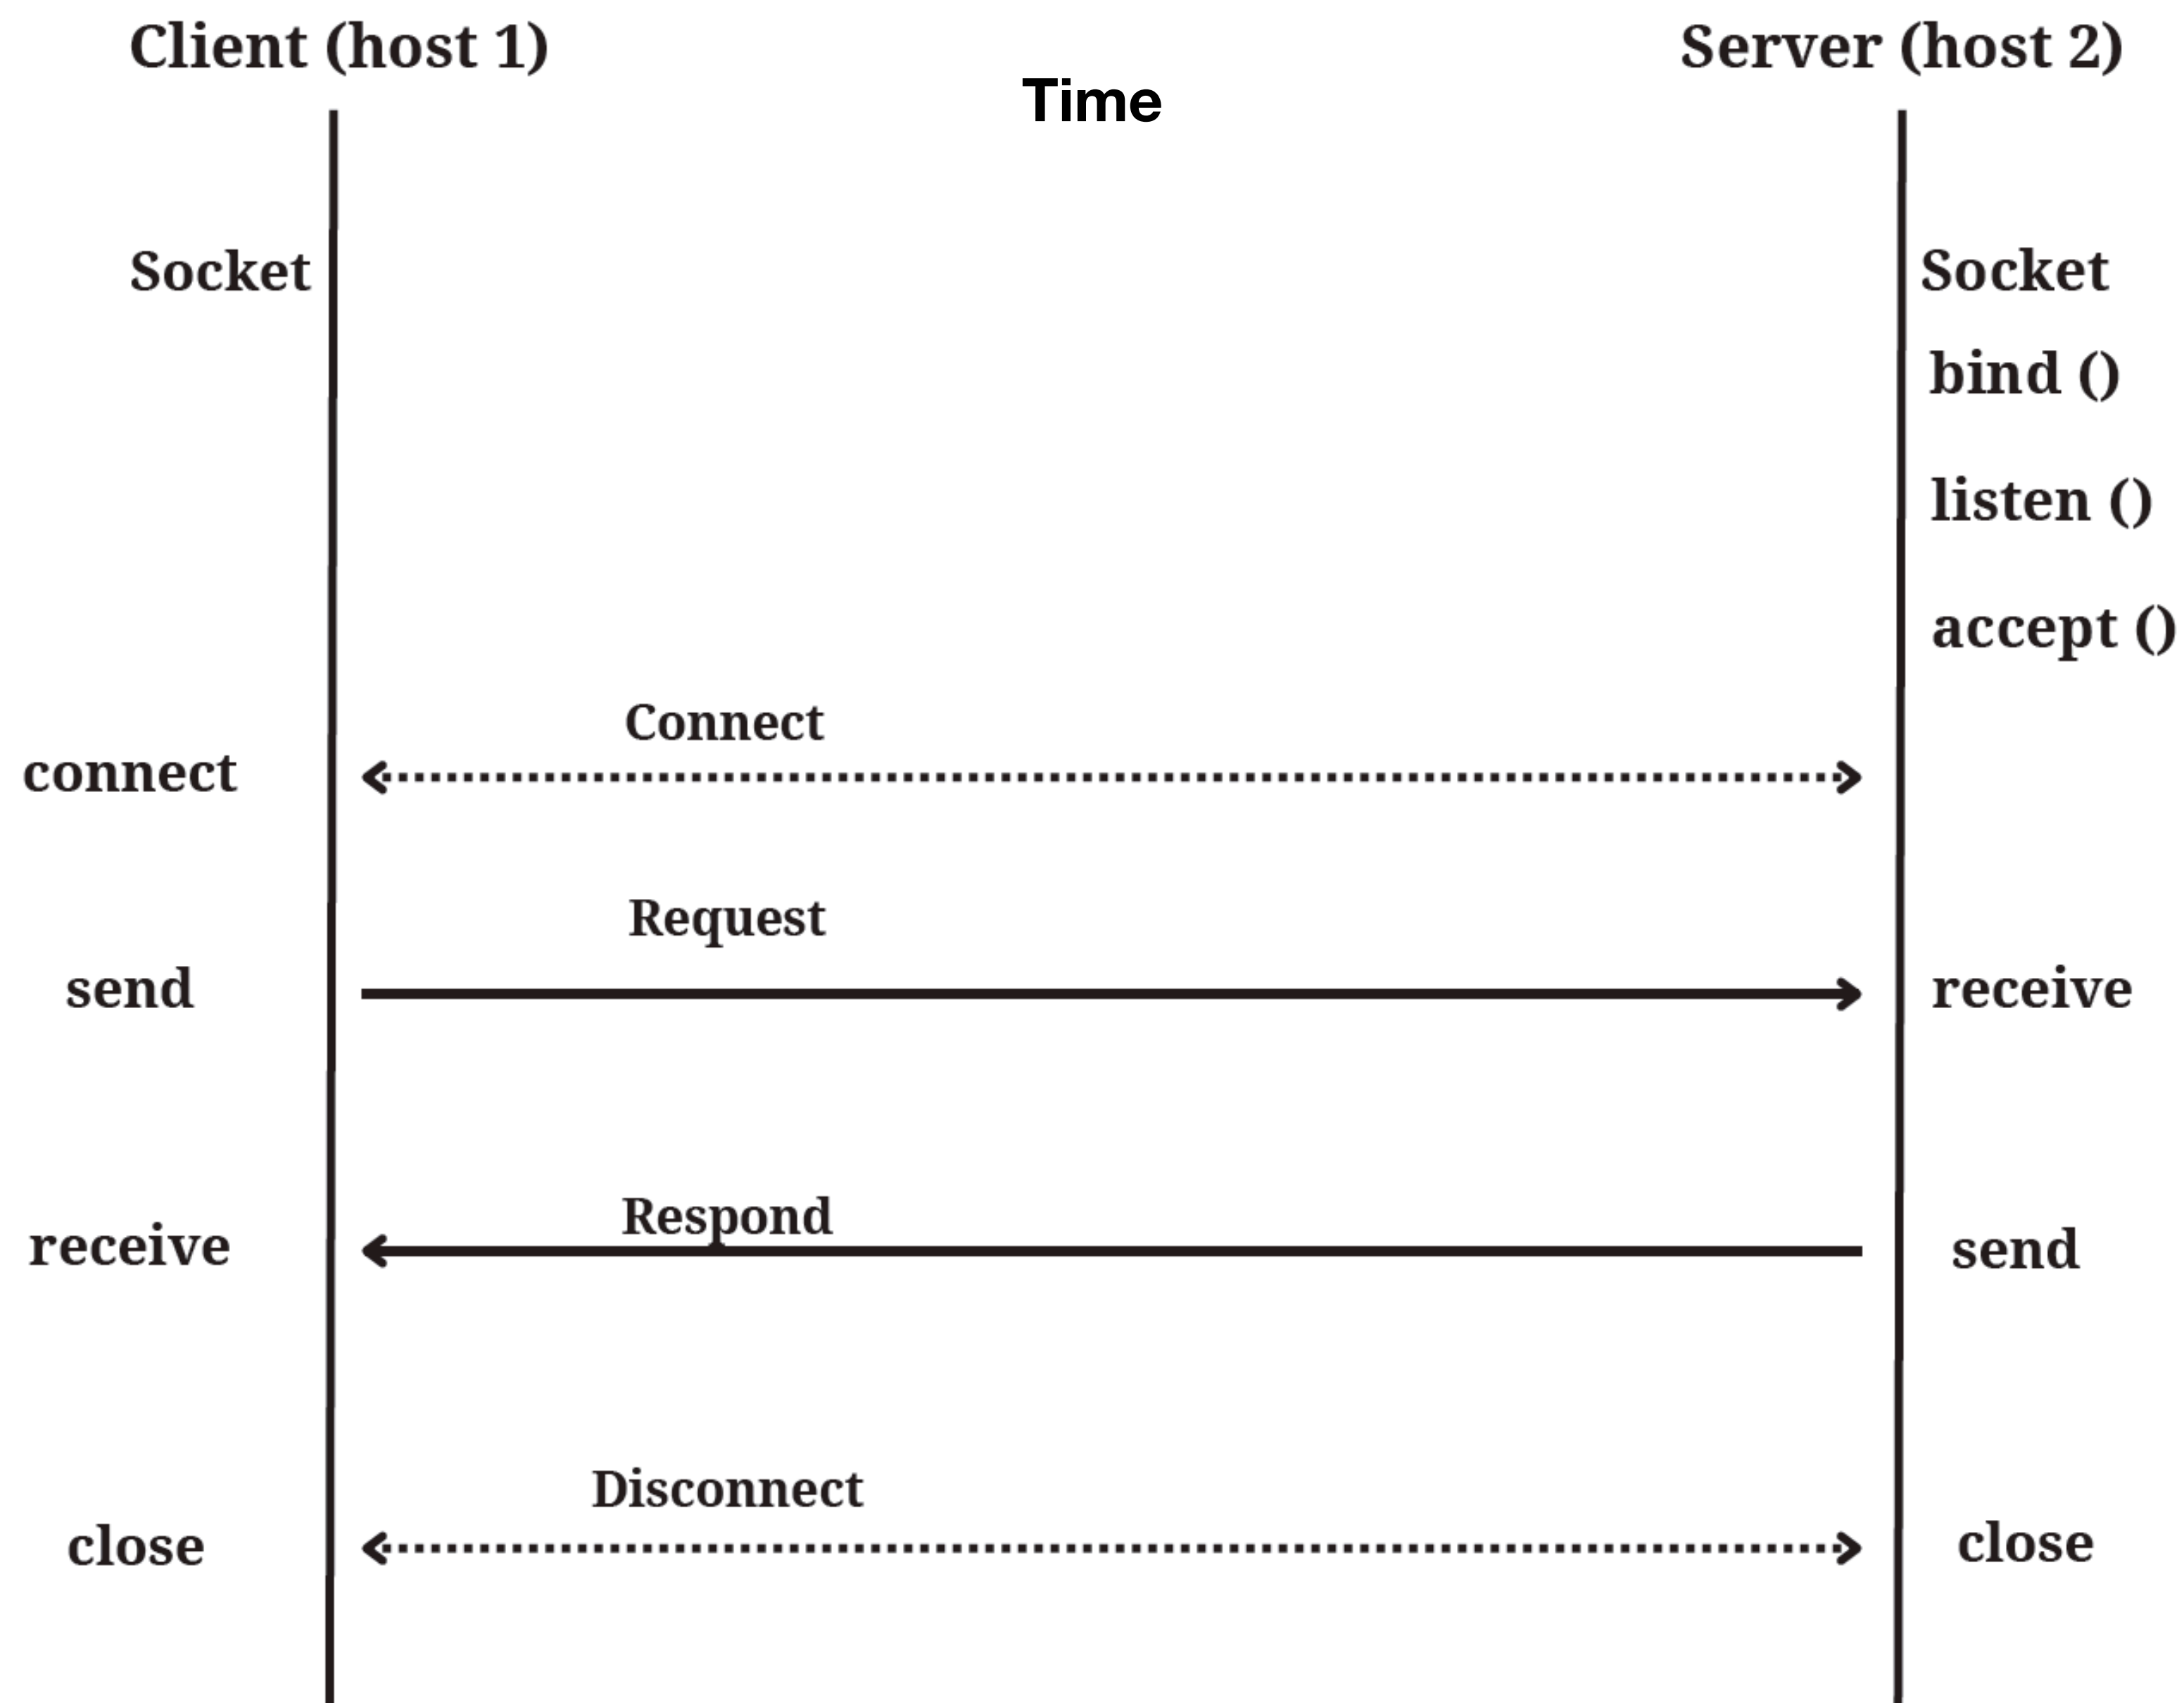 Client (host 1)
Server (host 2)
Time
Socket
Socket
bind ()
listen ()
accept ()
Connect
connect
Request
send
receive
Respond
receive
send
Disconnect
close
close